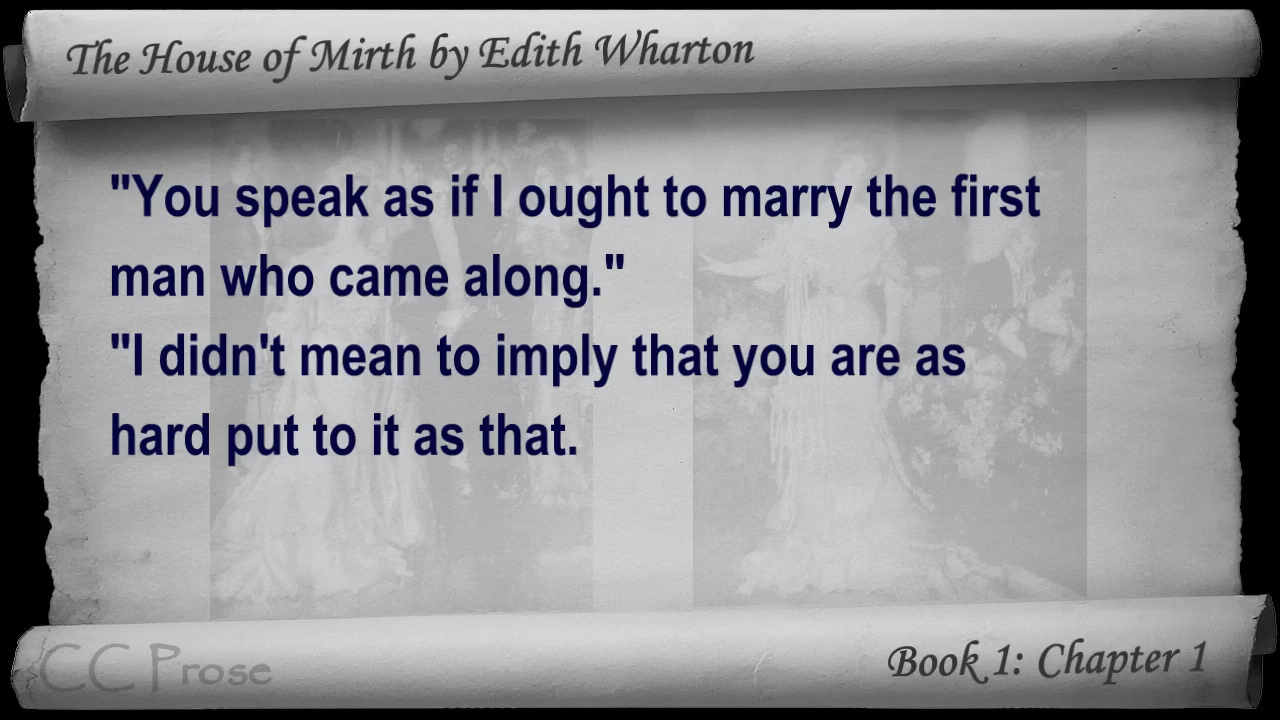 The House of Mirth by Edith Wharton
"You speak as if I ought to marry the first
man who came along."
"I didn't mean to imply that you are as
hard put to it as that.
CC Prose
Book 1: Chapter 1